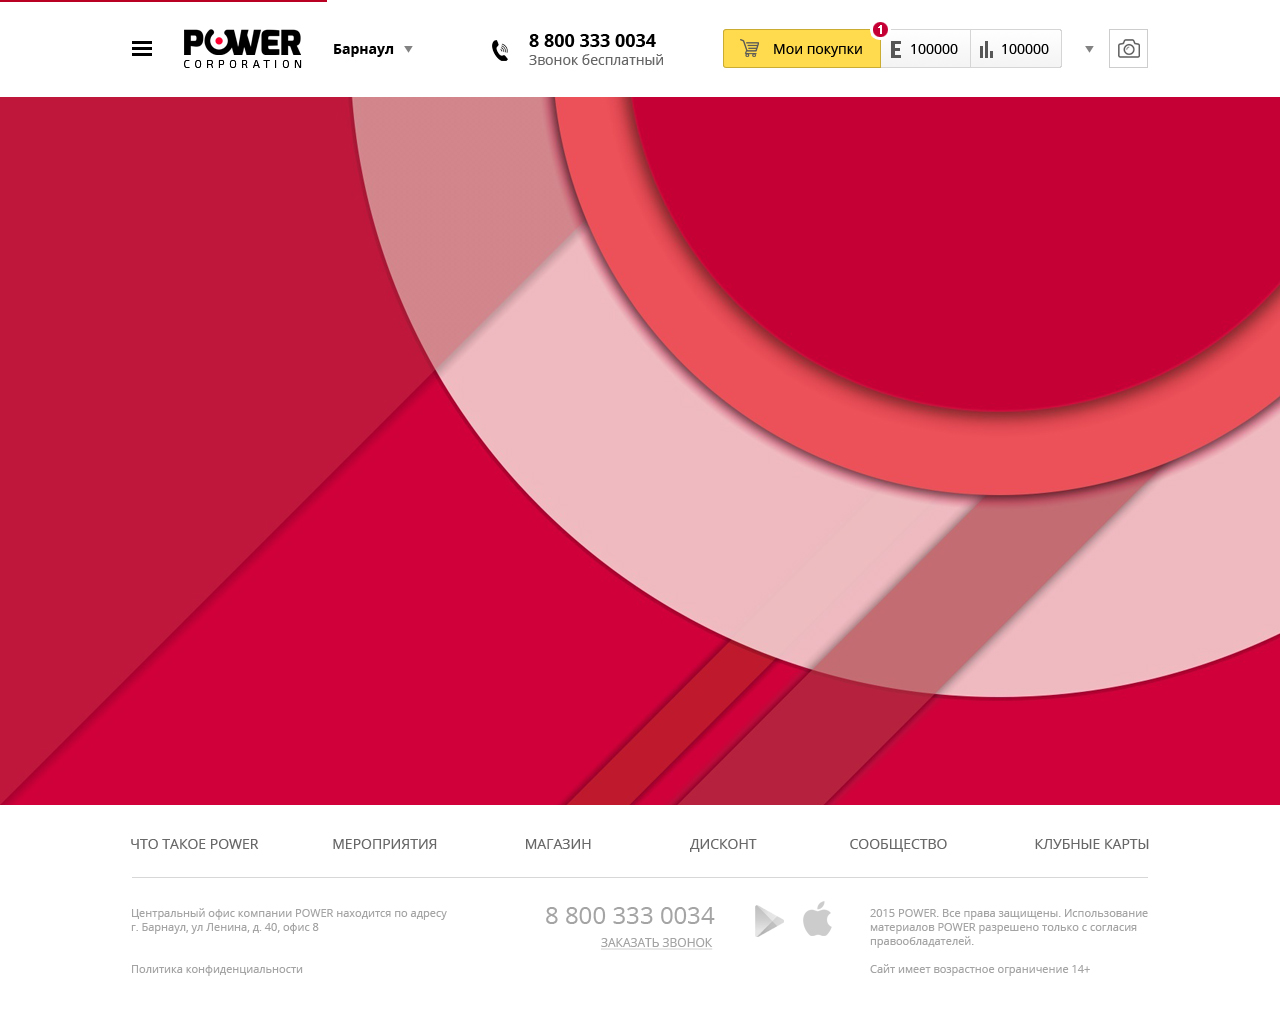 POWER
CORPORATION
Барнаул
8 800 333 0034
Звонок бесплатный
Мои покупки
1
E 100000
100000
ЧТО ТАКОЕ POWER
МЕРОПРИЯТИЯ
МАГАЗИН
ДИСКОНТ
СООБЩЕСТВО
КЛУБНЫЕ КАРТЫ
Центральный офис компании POWER находится по адресу
г. Барнаул, ул Ленина, д. 40, офис 8
Политика конфиденциальности
8 800 333 0034
ЗАКАЗАТЬ ЗВОНОК
2015 POWER. Все права защищены. Использование
материалов POWER разрешено только с согласия
правообладателей.
Сайт имеет возрастное ограничение 14+